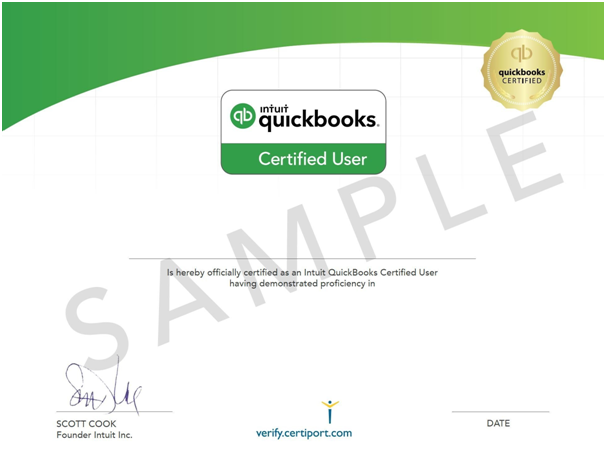 qb
quickbooks
CERTIFIED
qb
intuit
quickbooks.
Certified User
SAMPLE
Is hereby officially certified as an Intuit QuickBooks Certified User
having demonstrated proficiency in
SCOTT COOK
Founder Intuit Inc.
verify.certiport.com
DATE